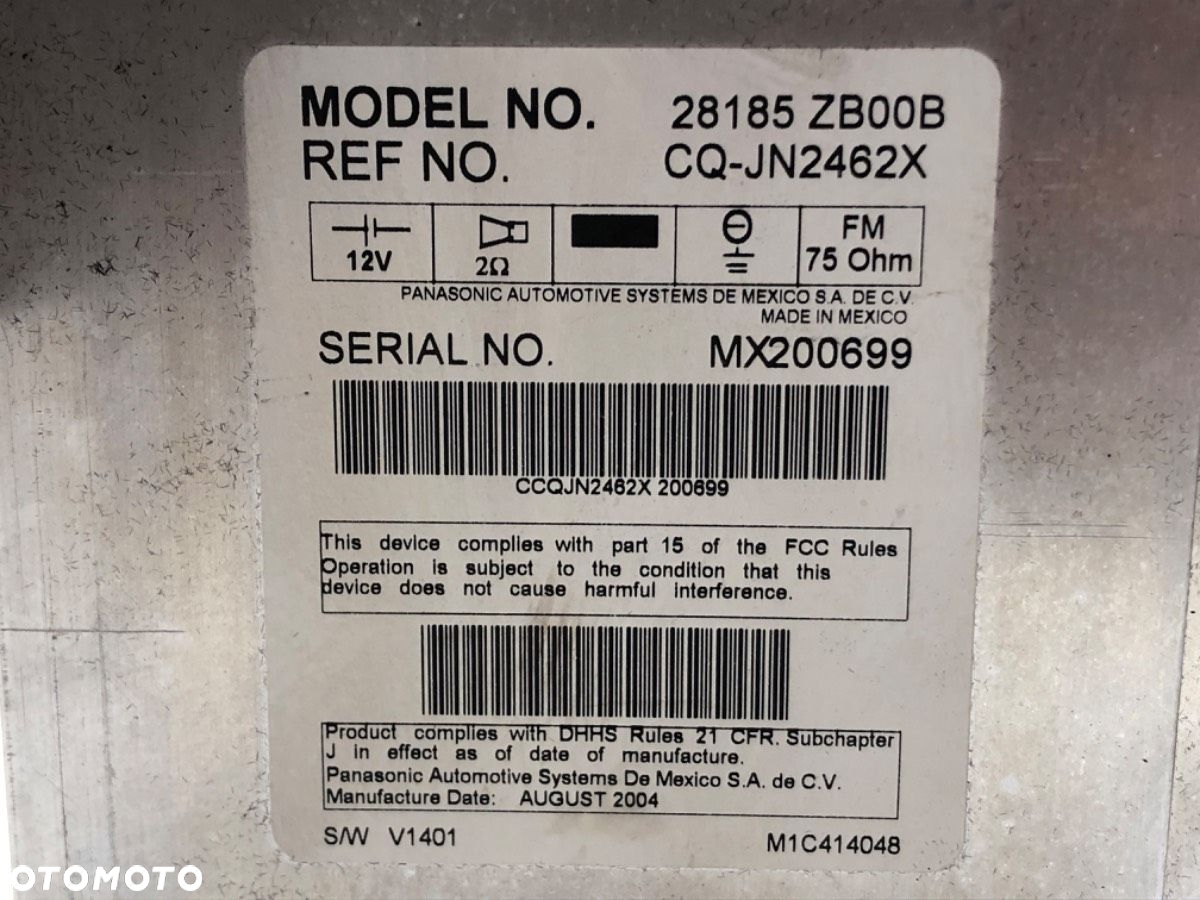 MODEL NO. 28185 ZB00B
REF NO. CQ-JN2462X
12V 2Ω FM
75 Ohm
PANASONIC AUTOMOTIVE SYSTEMS DE MEXICO S.A. DE C.V.
MADE IN MEXICO
SERIAL NO. MX200699
CCQJN2462X 200699
This device complies with part 15 of the FCC Rules
Operation is subject to the condition that this
device does not cause harmful interference.
Product complies with DHHS Rules 21 CFR. Subchapter
J in effect as of date of manufacture.
Panasonic Automotive Systems De Mexico S.A. de C.V.
Manufacture Date: AUGUST 2004
S/W V1401 M1C414048
OTOMOTO